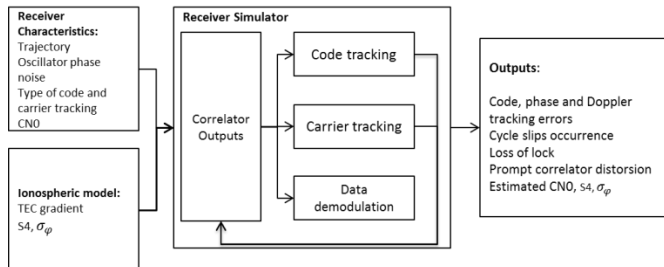 Receiver
Characteristics:
Trajectory
Oscillator phase
noise
Type of code and
carrier tracking
CN0
Ionospheric model:
TEC gradient
S4, σφ
Receiver Simulator
Correlator
Outputs
Code tracking
Carrier tracking
Data
demodulation
Outputs:
Code, phase and Doppler
tracking errors
Cycle slips occurrence
Loss of lock
Prompt correlator distorsion
Estimated CN0, S4, σφ